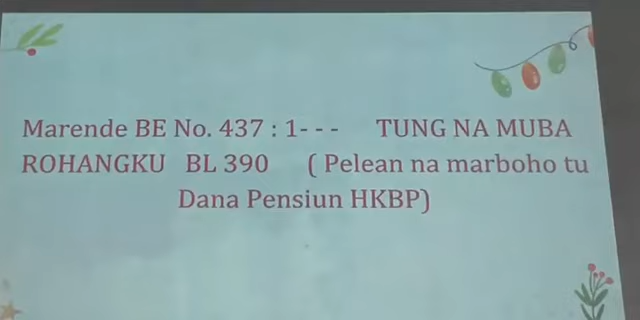 Marende BE No. 437 : 1- - - TUNG NA MUBA
ROHANGKU BL 390 ( Pelean na marboho tu
Dana Pensiun HKBP)